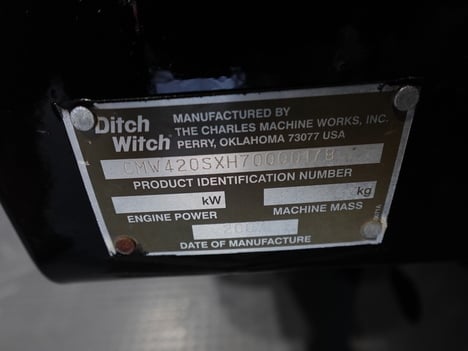 Ditch Witch
MANUFACTURED BY
THE CHARLES MACHINE WORKS, INC.
PERRY, OKLAHOMA 73077 USA
CMW420SXH70000178
PRODUCT IDENTIFICATION NUMBER
kW kg
ENGINE POWER MACHINE MASS
DATE OF MANUFACTURE